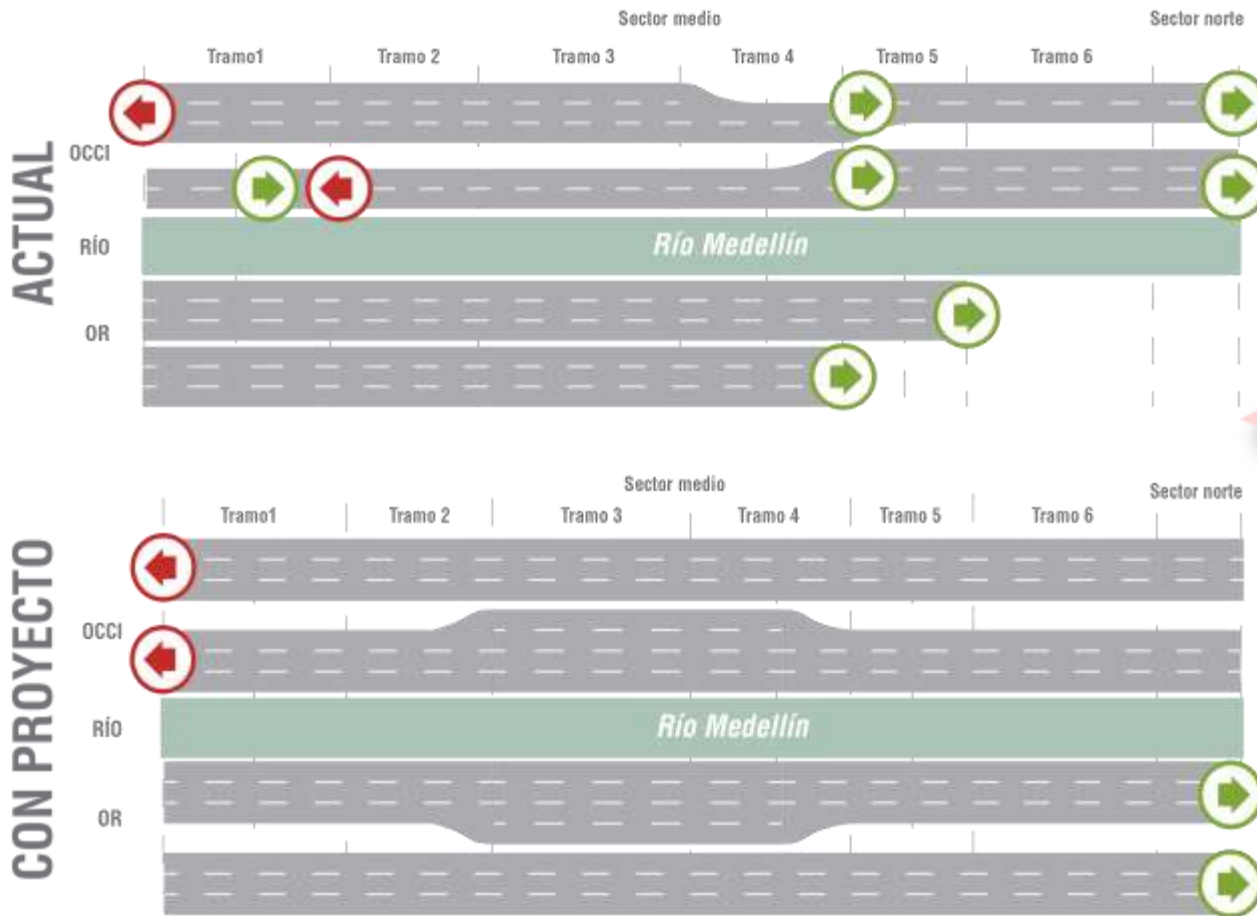 Sector medio Sector norte
Tramo1 Tramo 2 Tramo 3 Tramo 4 Tramo 5 Tramo 6
ACTUAL
OCCI
RÍO Río Medellín
OR
Sector medio Sector norte
Tramo1 Tramo 2 Tramo 3 Tramo 4 Tramo 5 Tramo 6
CON PROYECTO
OCCI
RÍO Río Medellín
OR